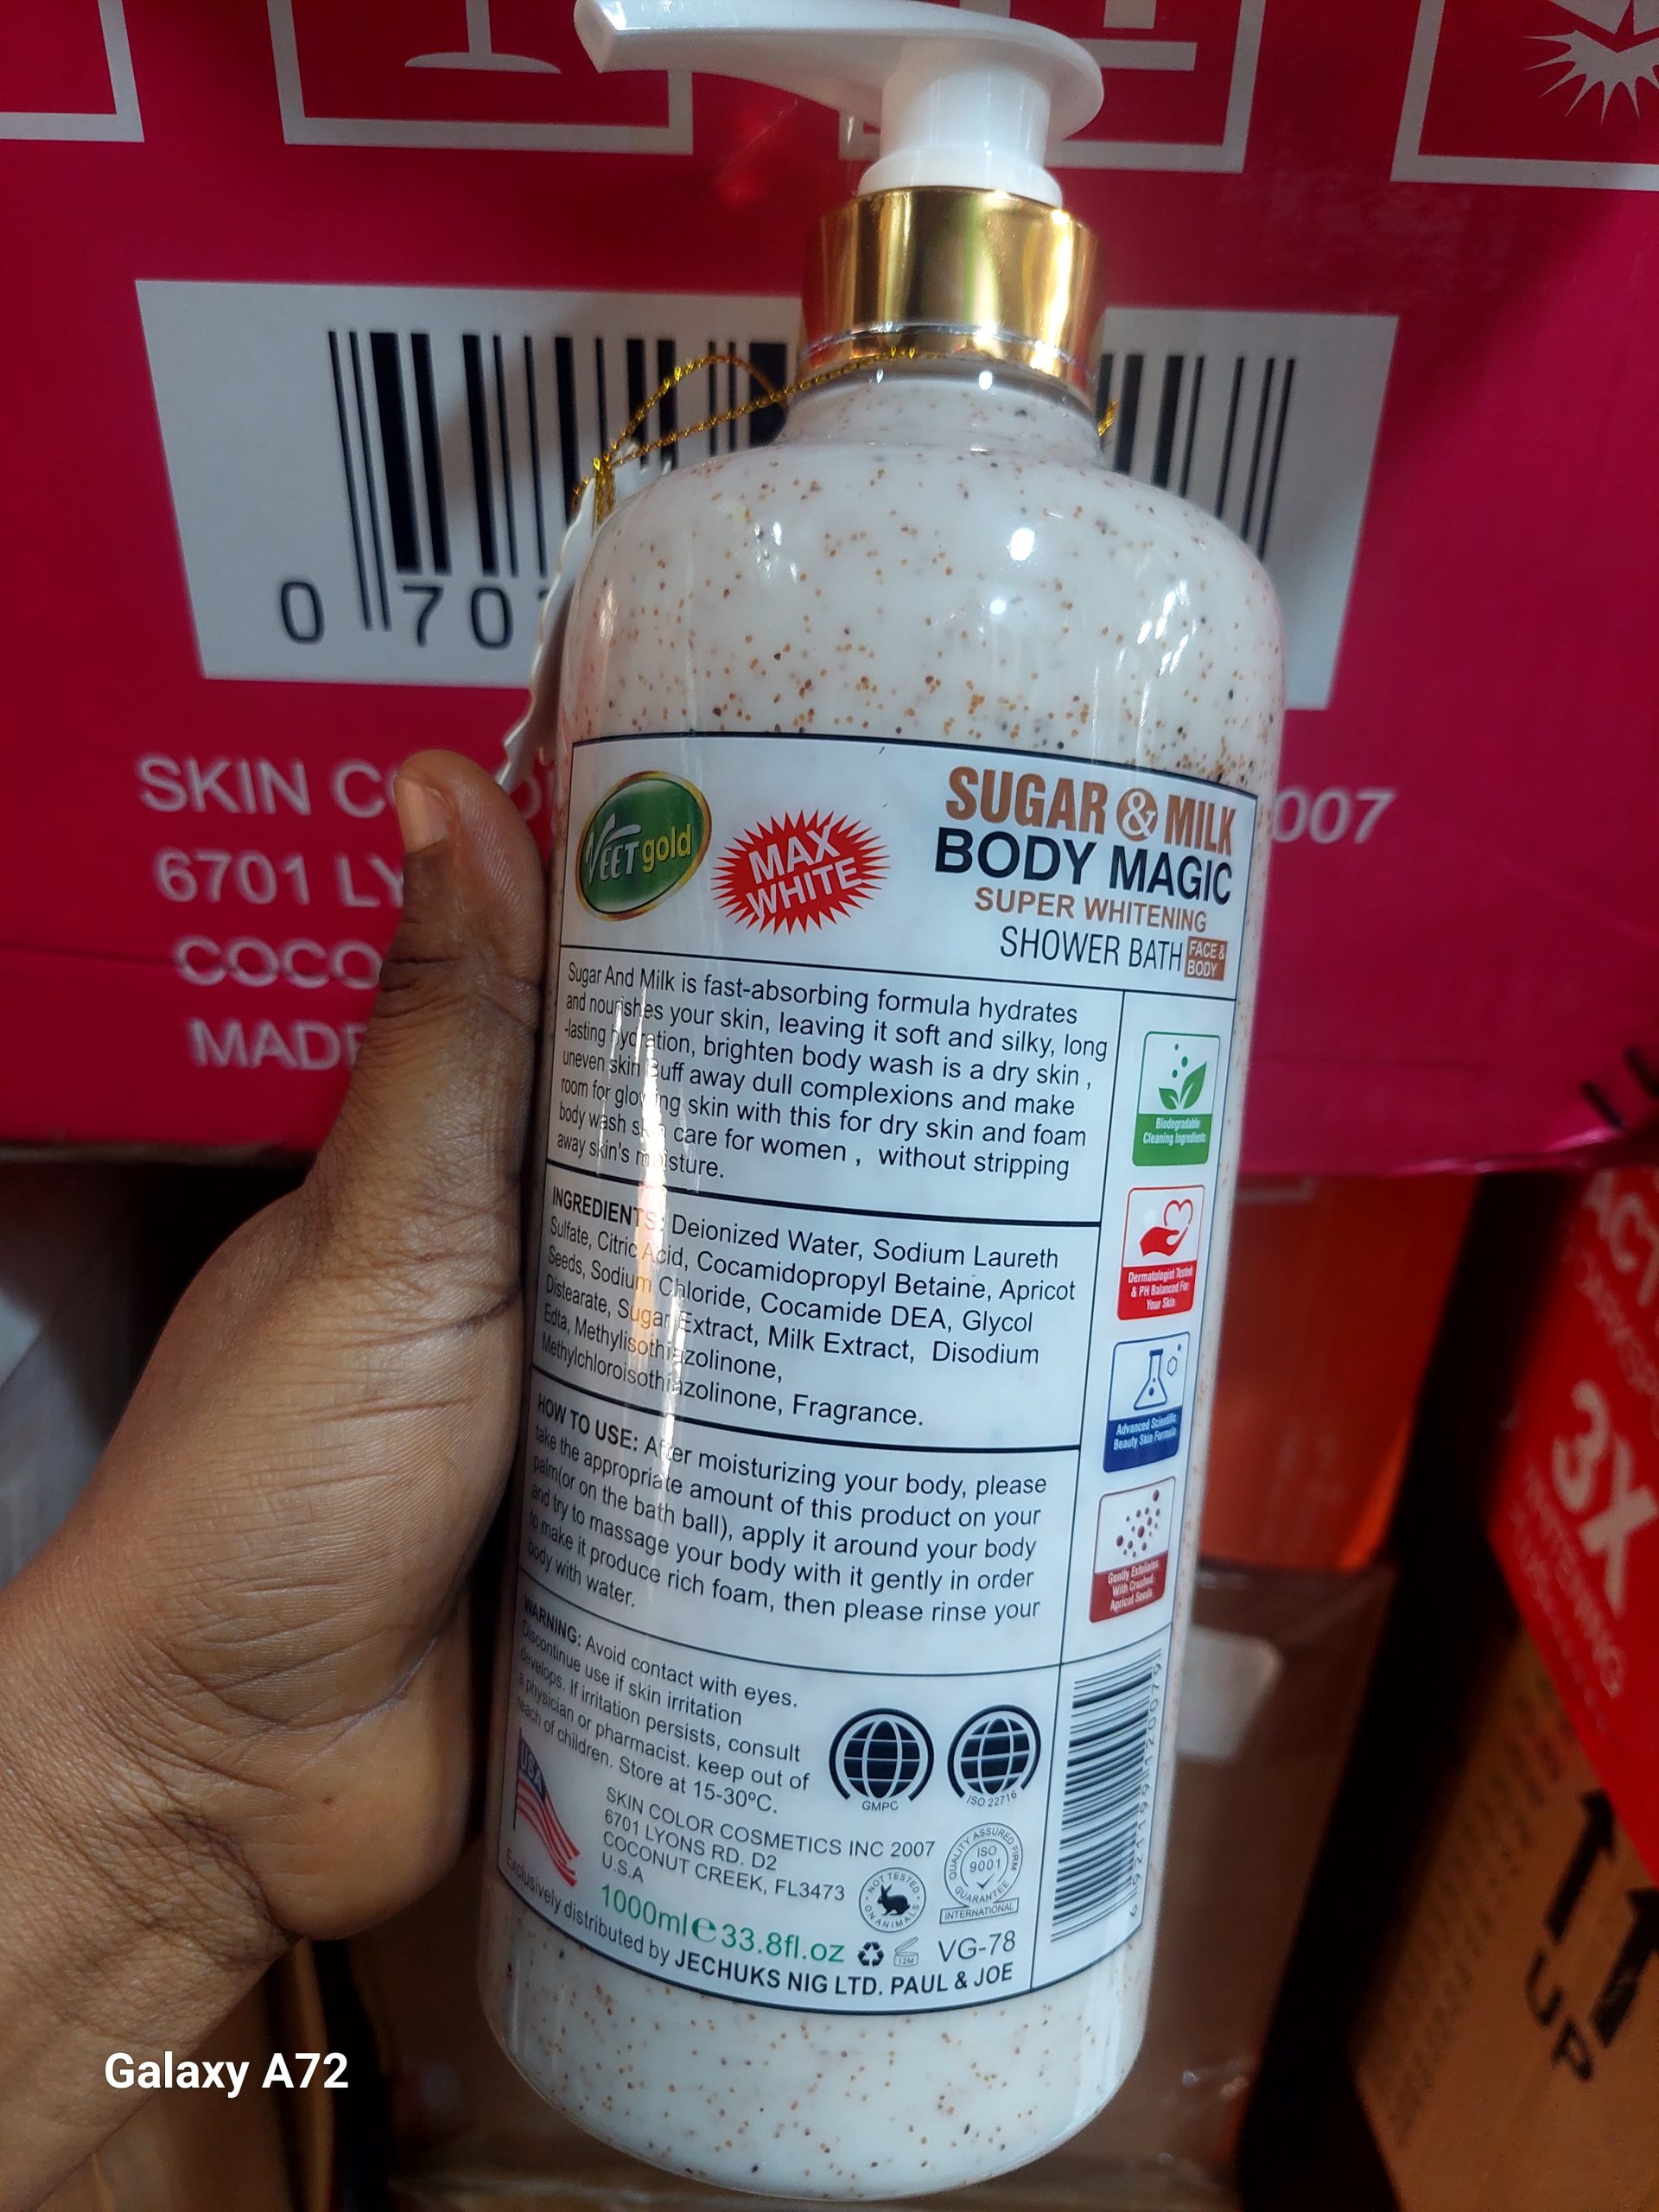 0 70
SKIN C 007
6701 LY
COCO
MADE
VEET gold
MAX
WHITE
SUGAR & MILK
BODY MAGIC
SUPER WHITENING
SHOWER BATH FACE & BODY
Sugar And Milk is fast-absorbing formula hydrates
and nourishes your skin, leaving it soft and silky, long
-lasting hydration, brighten body wash is a dry skin ,
uneven skin Buff away dull complexions and make
room for glowing skin with this for dry skin and foam
body wash skin care for women , without stripping
away skin's moisture.
INGREDIENTS: Deionized Water, Sodium Laureth
Sulfate, Citric Acid, Cocamidopropyl Betaine, Apricot
Seeds, Sodium Chloride, Cocamide DEA, Glycol
Distearate, Sugar Extract, Milk Extract, Disodium
Edta, Methylisothiazolinone,
Methylchloroisothiazolinone, Fragrance.
HOW TO USE: After moisturizing your body, please
take the appropriate amount of this product on your
palm(or on the bath ball), apply it around your body
and try to massage your body with it gently in order
to make it produce rich foam, then please rinse your
body with water.
Biodegradable
Cleaning Ingredients
Dermatologist Tested
& PH Balanced For
Your Skin
Advanced Scientific
Beauty Skin Formula
Gently Exfoliating
With Crushed
Apricot Seeds
WARNING: Avoid contact with eyes.
Discontinue use if skin irritation
develops. If irritation persists, consult
a physician or pharmacist. keep out of
reach of children. Store at 15-30ºC.
GMPC
ISO 22716
USA
SKIN COLOR COSMETICS INC 2007
6701 LYONS RD. D2
COCONUT CREEK, FL3473
U.S.A
NOT TESTED
ON ANIMALS
QUALITY ASSURED FIRM
ISO
9001
GUARANTEE
INTERNATIONAL
1000ml e 33.8fl.oz
12M
VG-78
Exclusively distributed by JECHUKS NIG LTD. PAUL & JOE
6 921199 120079
3X
UP
Galaxy A72